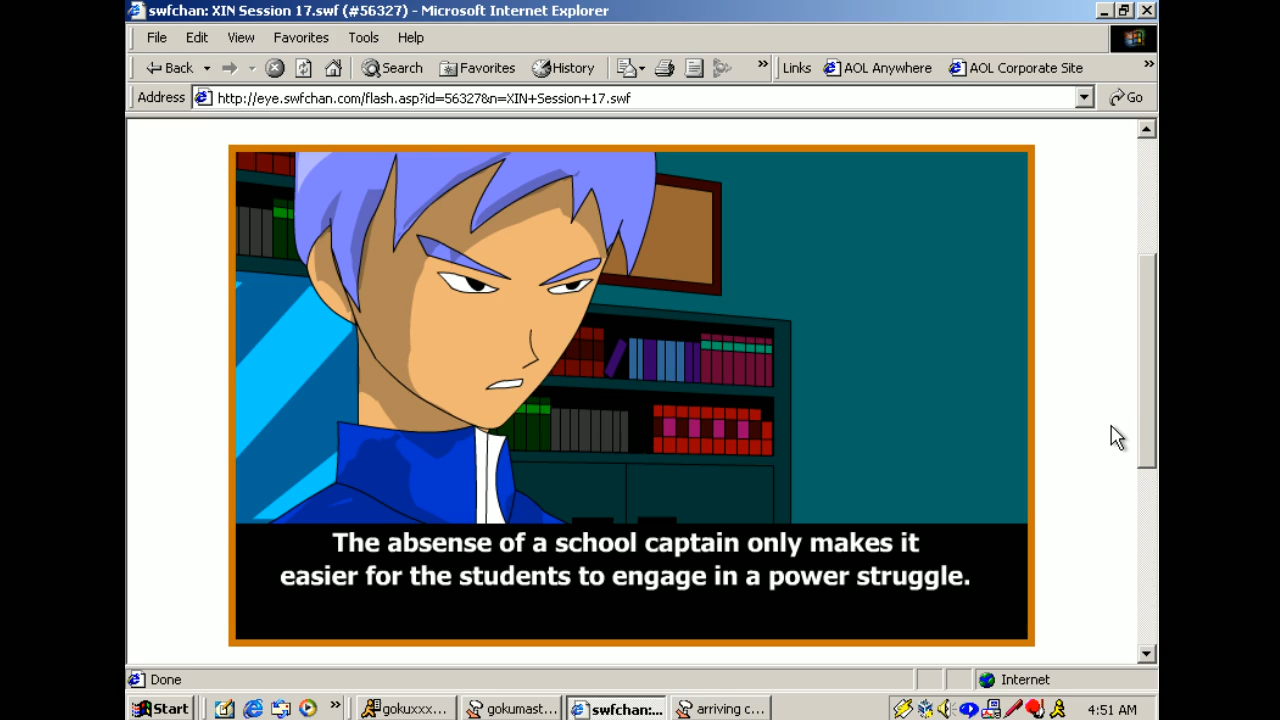 swfchan: XIN Session 17.swf (#56327) - Microsoft Internet Explorer
File Edit View Favorites Tools Help
Back Search Favorites History » Links AOL Anywhere AOL Corporate Site »
Address http://eye.swfchan.com/flash.asp?id=56327&n=XIN+Session+17.swf Go
The absense of a school captain only makes it
easier for the students to engage in a power struggle.
Done Internet
Start » gokuxxx... gokumast... swfchan:... arriving c... 4:51 AM